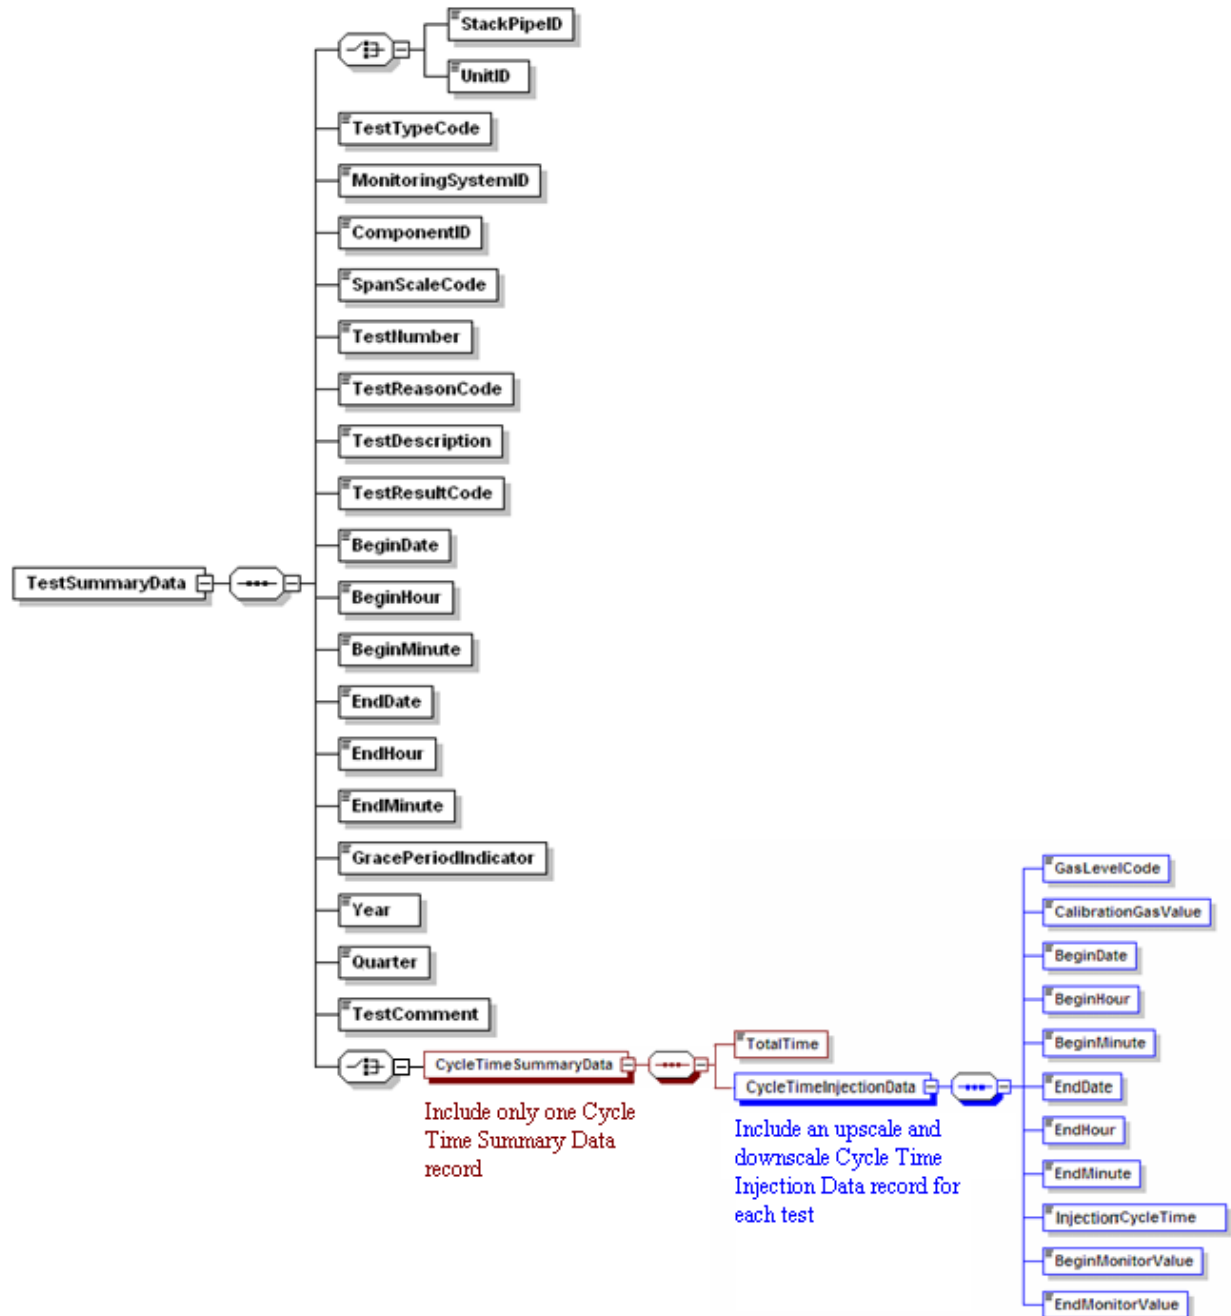 StackPipeID
UnitID
TestTypeCode
MonitoringSystemID
ComponentID
SpanScaleCode
TestNumber
TestReasonCode
TestDescription
TestResultCode
BeginDate
TestSummaryData
BeginHour
BeginMinute
EndDate
EndHour
EndMinute
GracePeriodIndicator
Year
Quarter
TestComment
CycleTimeSummaryData
Include only one Cycle
Time Summary Data
record
TotalTime
CycleTimeInjectionData
Include an upscale and
downscale Cycle Time
Injection Data record for
each test
GasLevelCode
CalibrationGasValue
BeginDate
BeginHour
BeginMinute
EndDate
EndHour
EndMinute
InjectionCycleTime
BeginMonitorValue
EndMonitorValue